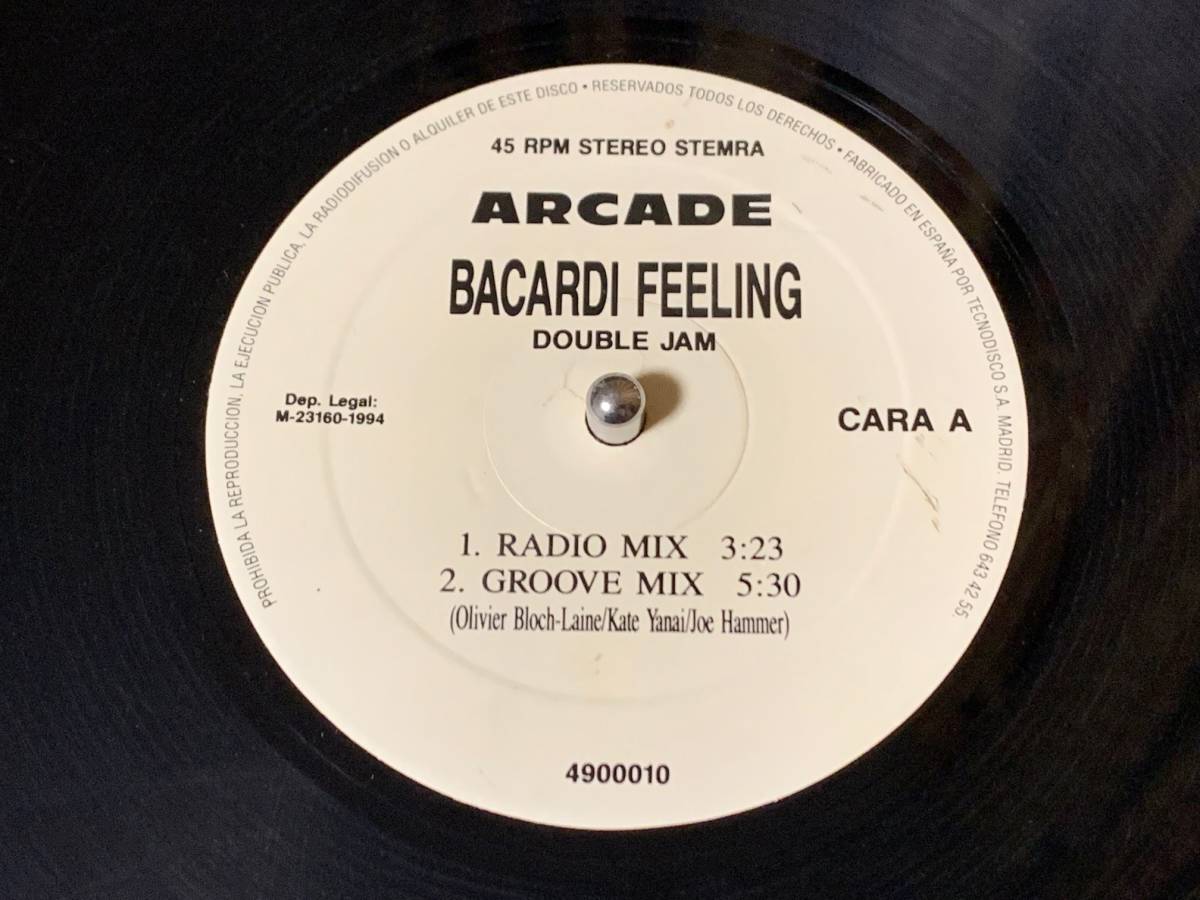 PROHIBIDA LA REPRODUCCION, LA EJECUCION PUBLICA, LA RADIODIFUSION O ALQUILER DE ESTE DISCO • RESERVADOS TODOS LOS DERECHOS • FABRICADO EN ESPAÑA POR TECNODISCO S.A. MADRID. TELEFONO 643 42 55.
45 RPM STEREO STEMRA
ARCADE
BACARDI FEELING
DOUBLE JAM
Dep. Legal:
M-23160-1994
CARA A
1. RADIO MIX 3:23
2. GROOVE MIX 5:30
(Olivier Bloch-Laine/Kate Yanai/Joe Hammer)
4900010